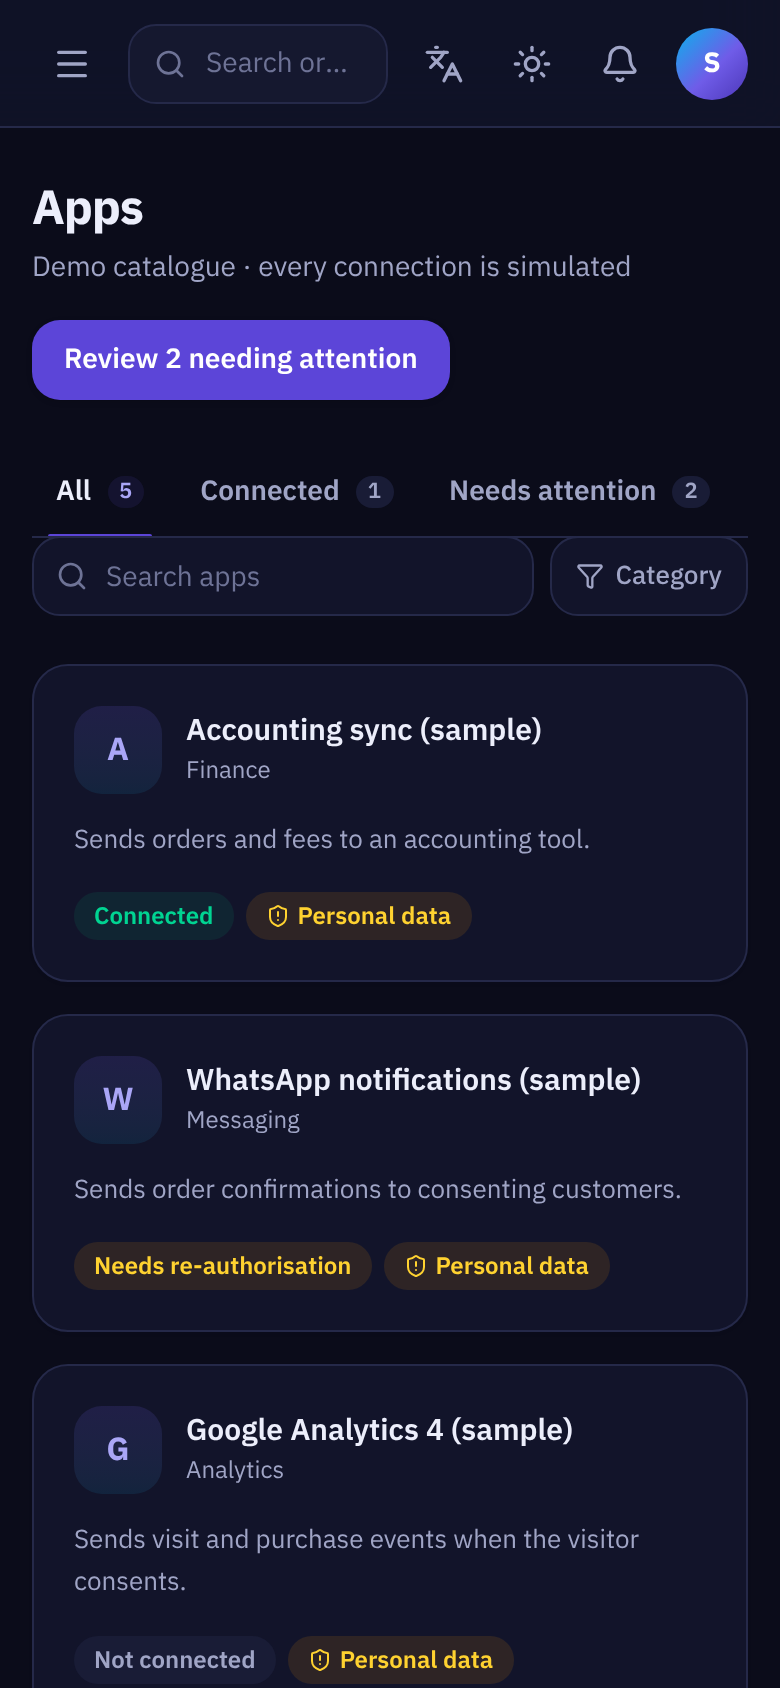 Search or...
S
Apps
Demo catalogue · every connection is simulated
Review 2 needing attention
All 5 Connected 1 Needs attention 2
Search apps Category
A
Accounting sync (sample)
Finance
Sends orders and fees to an accounting tool.
Connected Personal data
W
WhatsApp notifications (sample)
Messaging
Sends order confirmations to consenting customers.
Needs re-authorisation Personal data
G
Google Analytics 4 (sample)
Analytics
Sends visit and purchase events when the visitor
consents.
Not connected Personal data